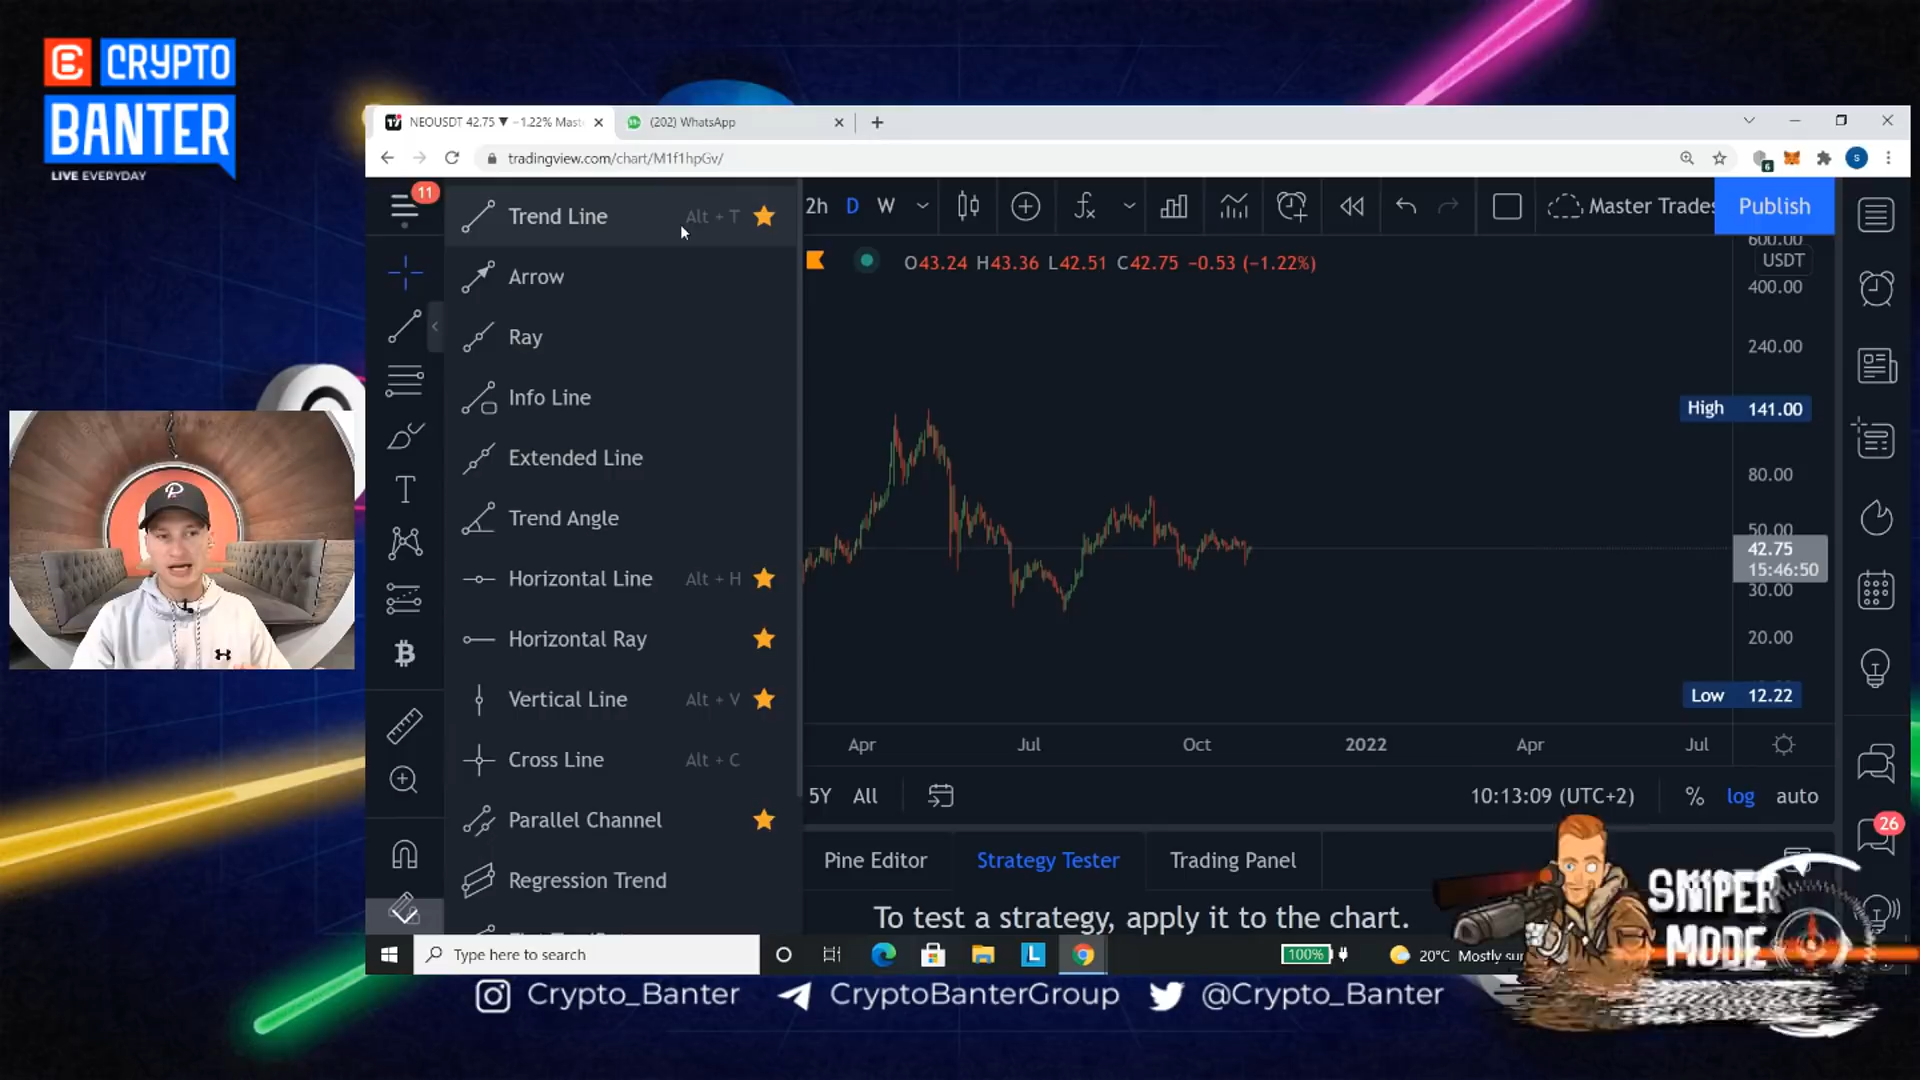 CRYPTO
BANTER
LIVE EVERYDAY
NEOUSDT 42.75 ▼ −1.22% Mast
(202) WhatsApp
tradingview.com/chart/M1f1hpGv/
11
Trend Line Alt + T
Arrow
Ray
Info Line
Extended Line
Trend Angle
Horizontal Line Alt + H
Horizontal Ray
Vertical Line Alt + V
Cross Line Alt + C
Parallel Channel
Regression Trend
2h D W
Master Trades
Publish
O43.24 H43.36 L42.51 C42.75 −0.53 (−1.22%)
600.00
USDT
400.00
240.00
High 141.00
80.00
50.00
42.75
15:46:50
30.00
20.00
Low 12.22
Apr Jul Oct 2022 Apr Jul
5Y All
10:13:09 (UTC+2) % log auto
Pine Editor Strategy Tester Trading Panel
26
To test a strategy, apply it to the chart.
SNIPER
MODE
Type here to search
100%
20°C Mostly sun
Crypto_Banter CryptoBanterGroup @Crypto_Banter